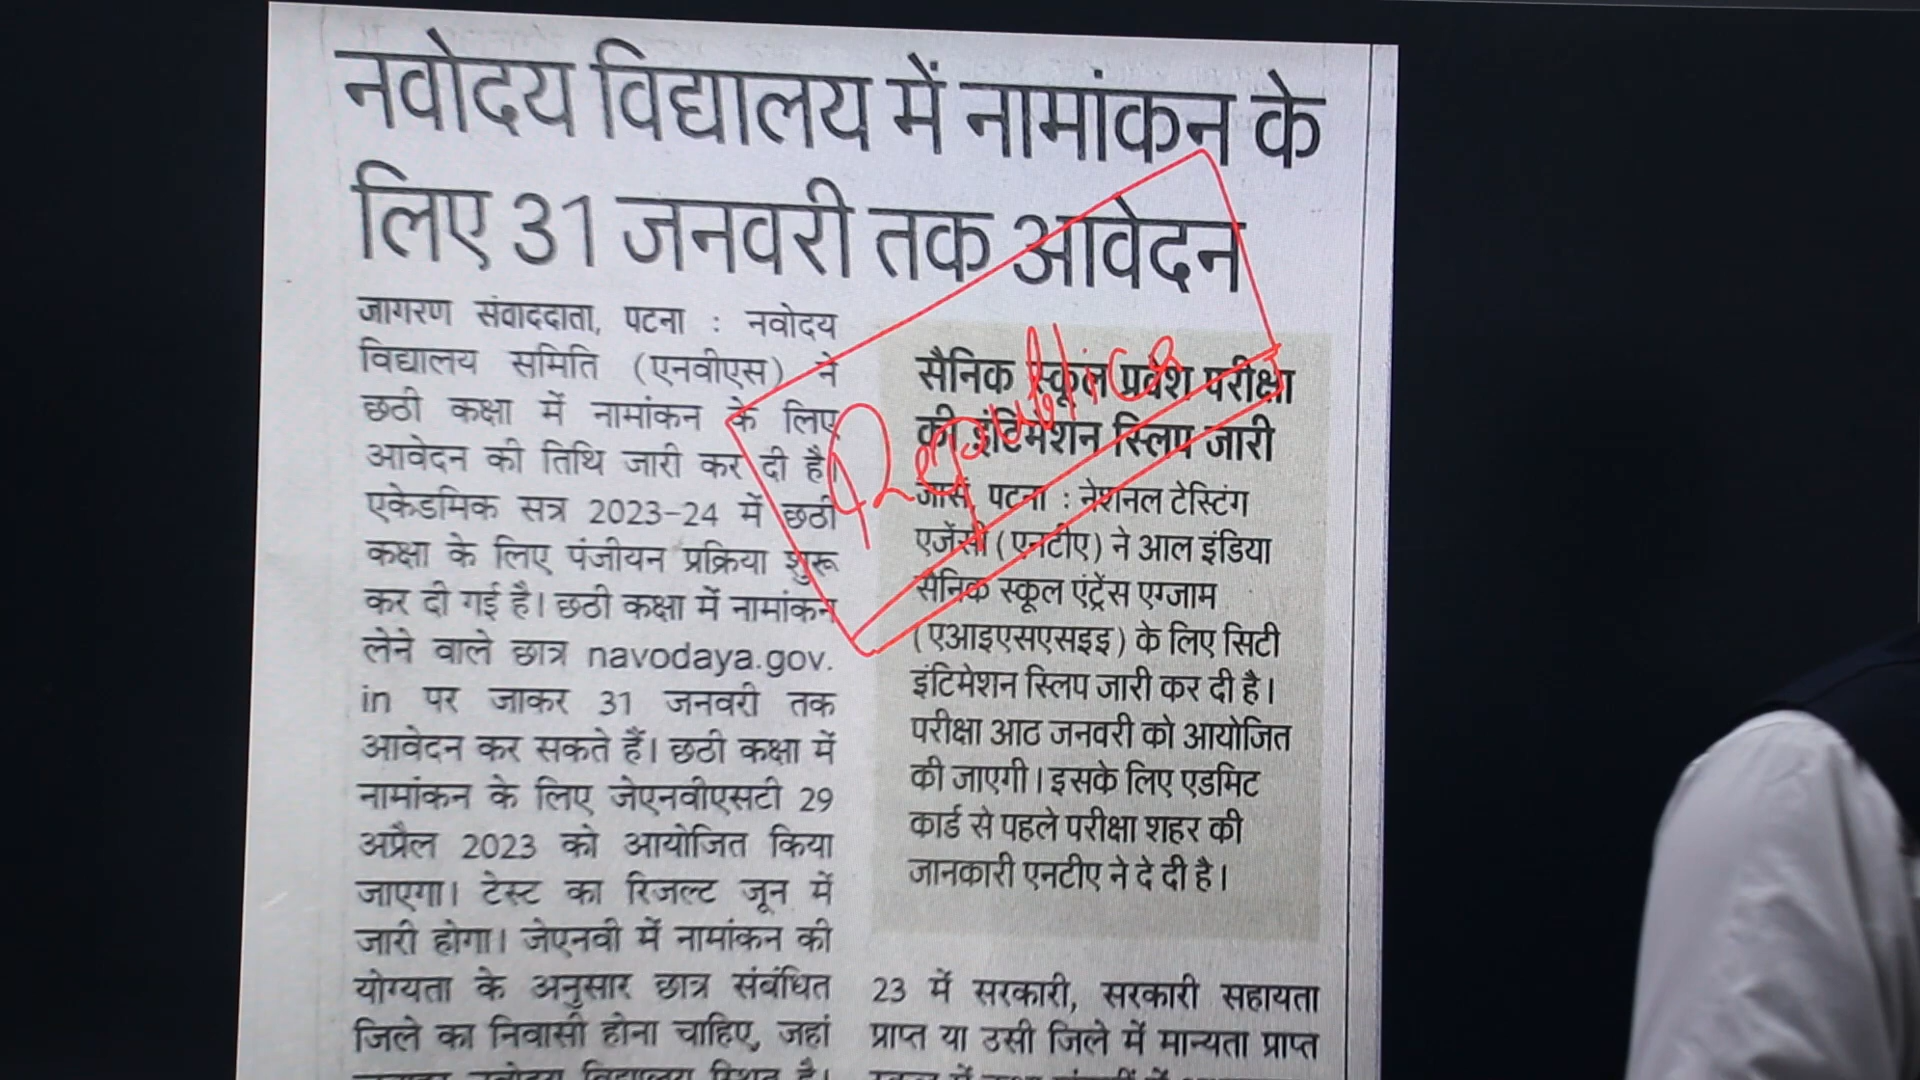 नवोदय विद्यालय में नामांकन के
लिए 31 जनवरी तक आवेदन
जागरण संवाददाता, पटना : नवोदय
विद्यालय समिति (एनवीएस) ने
छठी कक्षा में नामांकन के लिए
आवेदन की तिथि जारी कर दी है।
एकेडमिक सत्र 2023-24 में छठी
कक्षा के लिए पंजीयन प्रक्रिया शुरू
कर दी गई है। छठी कक्षा में नामांकन
लेने वाले छात्र navodaya.gov.
in पर जाकर 31 जनवरी तक
आवेदन कर सकते हैं। छठी कक्षा में
नामांकन के लिए जेएनवीएसटी 29
अप्रैल 2023 को आयोजित किया
जाएगा। टेस्ट का रिजल्ट जून में
जारी होगा। जेएनवी में नामांकन की
योग्यता के अनुसार छात्र संबंधित
जिले का निवासी होना चाहिए, जहां
सैनिक स्कूल प्रवेश परीक्षा
की इंटिमेशन स्लिप जारी
जासं, पटना : नेशनल टेस्टिंग
एजेंसी (एनटीए) ने आल इंडिया
सैनिक स्कूल एंट्रेंस एग्जाम
(एआइएसएसइइ) के लिए सिटी
इंटिमेशन स्लिप जारी कर दी है।
परीक्षा आठ जनवरी को आयोजित
की जाएगी। इसके लिए एडमिट
कार्ड से पहले परीक्षा शहर की
जानकारी एनटीए ने दे दी है।
23 में सरकारी, सरकारी सहायता
प्राप्त या उसी जिले में मान्यता प्राप्त
Republic